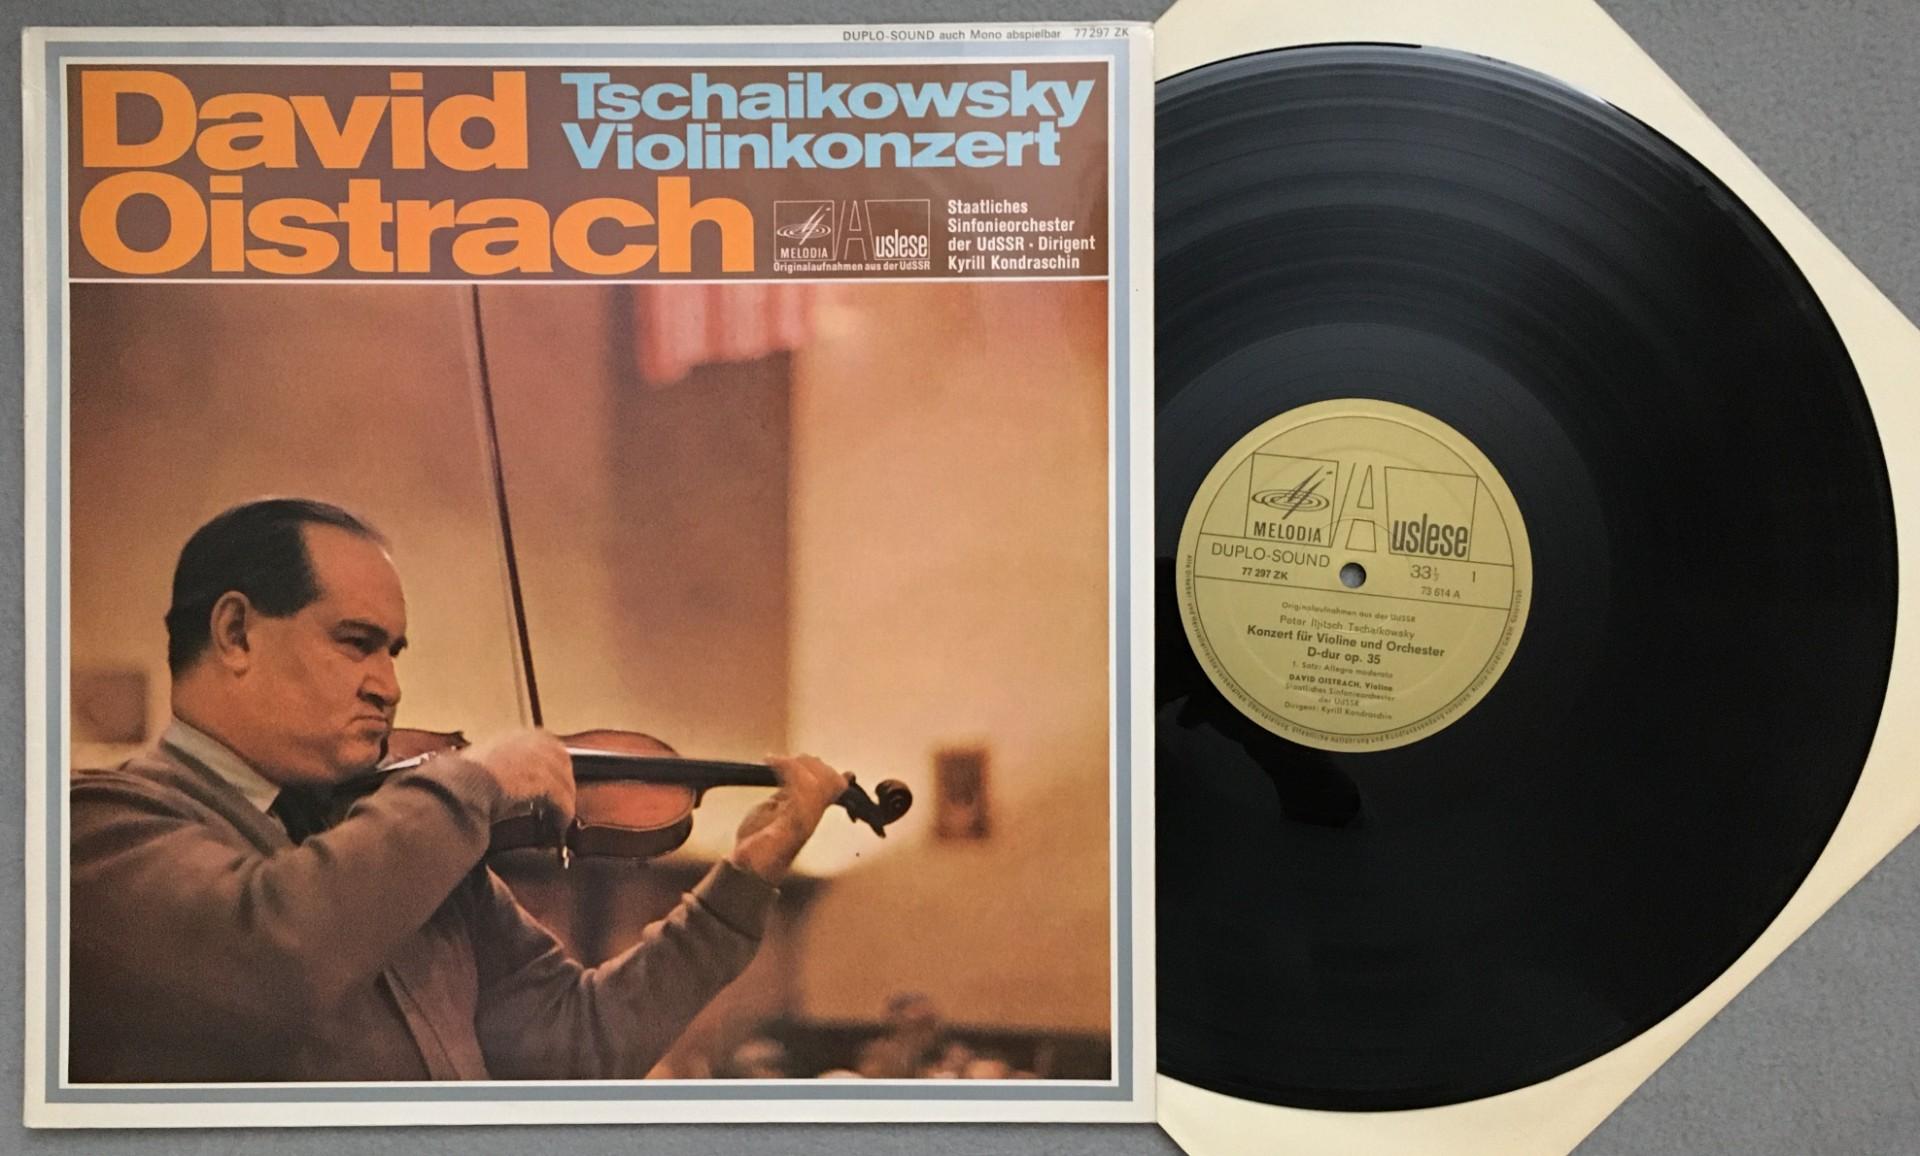 DUPLO-SOUND auch Mono abspielbar 77297 ZK
David
Oistrach
Tschaikowsky
Violinkonzert
MELODIA
Auslese
Originalaufnahmen aus der UdSSR
Staatliches
Sinfonieorchester
der UdSSR · Dirigent
Kyrill Kondraschin
MELODIA
Auslese
DUPLO-SOUND
33⅓ I
77 297 ZK
73 614 A
Originalaufnahmen aus der UdSSR
Peter Iljitsch Tschaikowsky
Konzert für Violine und Orchester
D-dur op. 35
1. Satz: Allegro moderato
DAVID OISTRACH, Violine
Staatliches Sinfonieorchester
der UdSSR
Dirigent: Kyrill Kondraschin